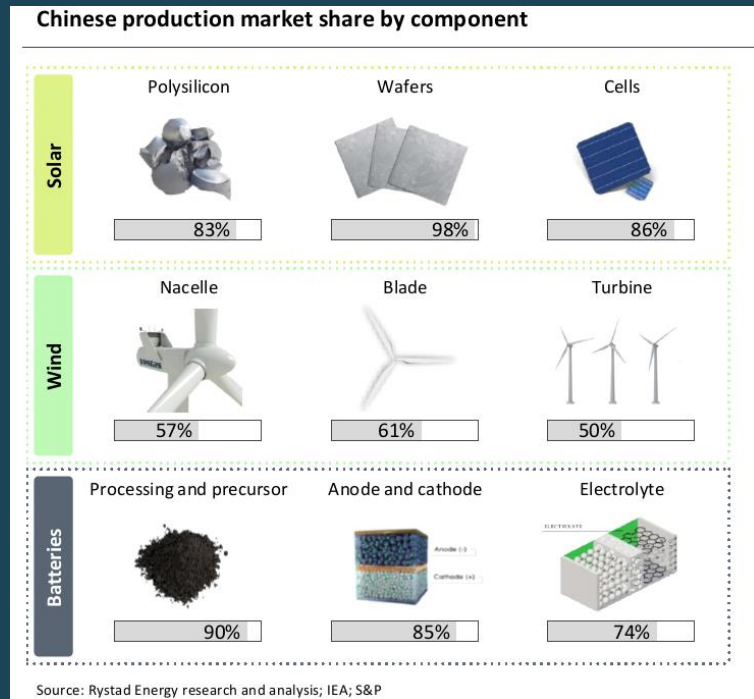 Chinese production market share by component
Solar
Polysilicon
Wafers
Cells
83%
98%
86%
Wind
Nacelle
Blade
Turbine
57%
61%
50%
Batteries
Processing and precursor
Anode and cathode
Electrolyte
Anode (-)
Cathode (+)
ELECTROLYTE
90%
85%
74%
Source: Rystad Energy research and analysis; IEA; S&P